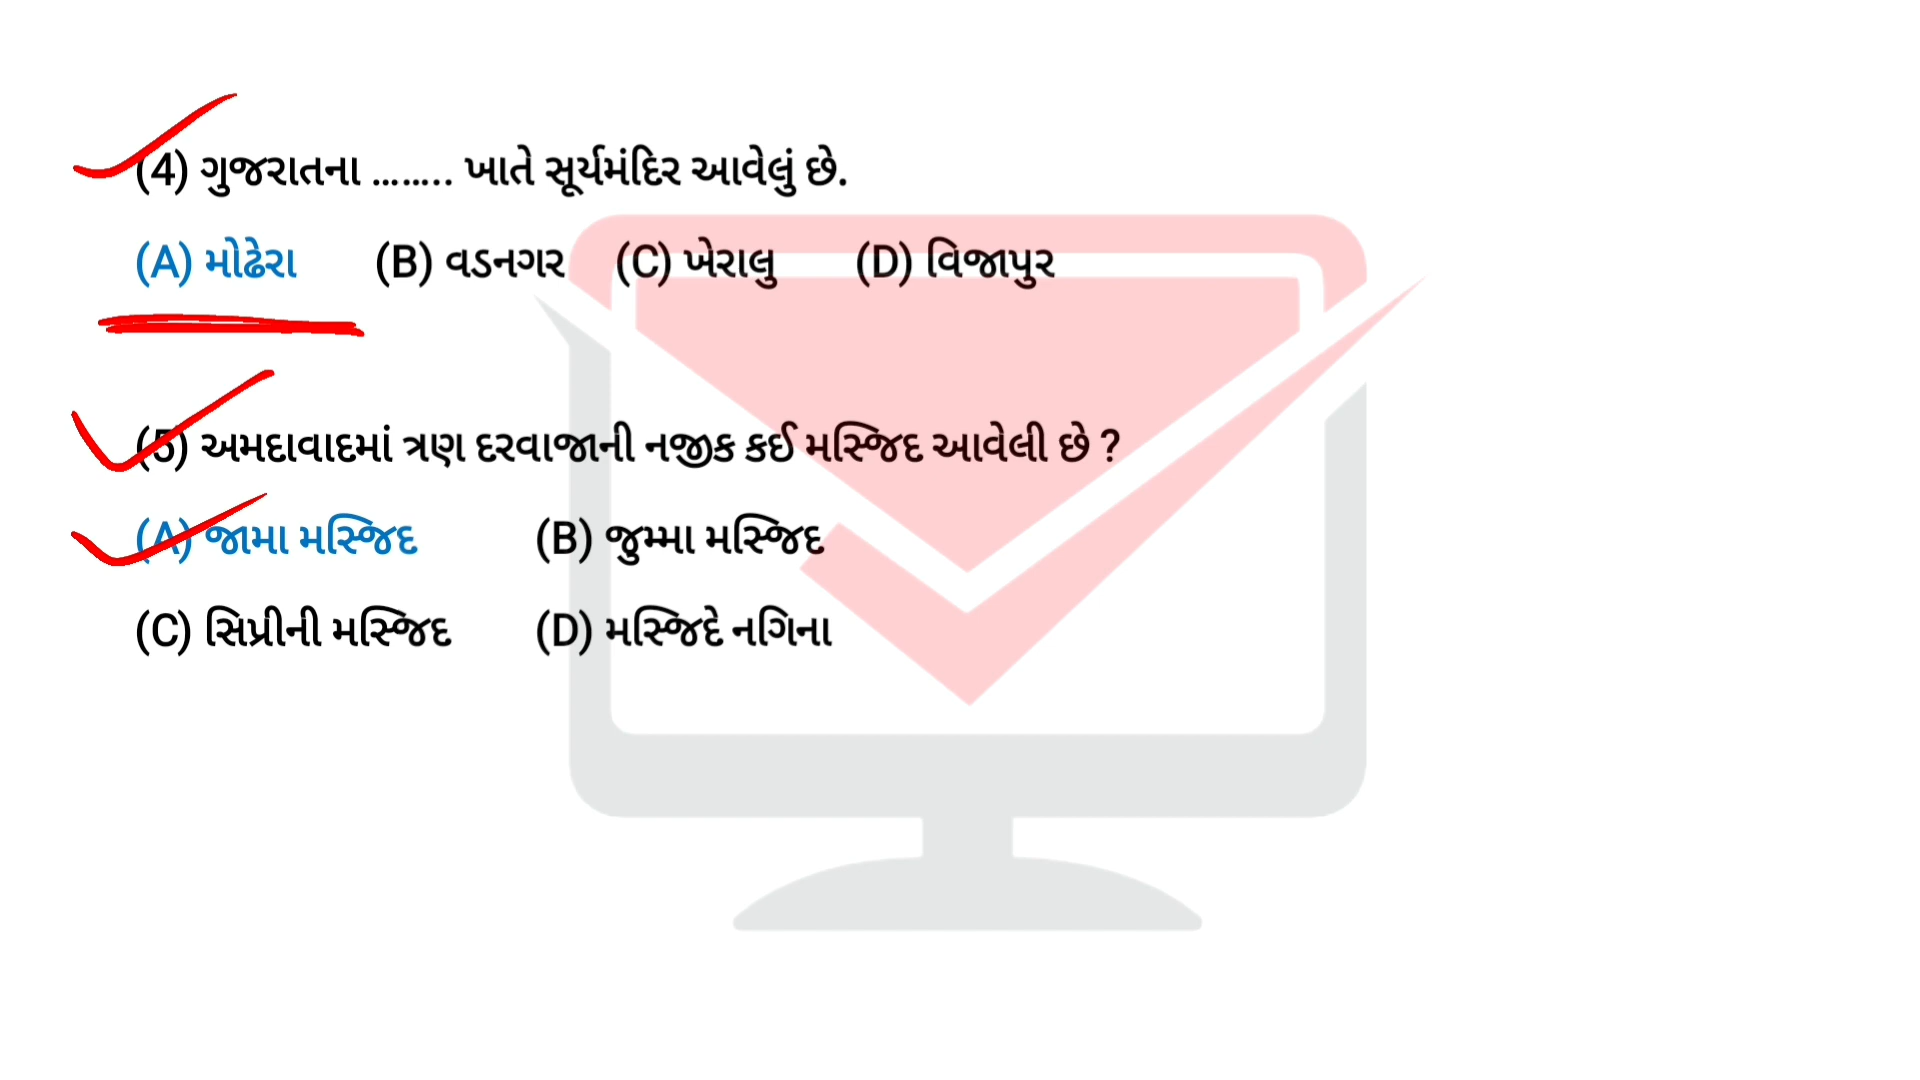 (4) ગુજરાતના ........ ખાતે સૂર્યમંદિર આવેલું છે.
(A) મોઢેરા (B) વડનગર (C) ખેરાલુ (D) વિજાપુર
(5) અમદાવાદમાં ત્રણ દરવાજાની નજીક કઈ મસ્જિદ આવેલી છે ?
(A) જામા મસ્જિદ (B) જુમ્મા મસ્જિદ
(C) સિપ્રીની મસ્જિદ (D) મસ્જિદે નગિના